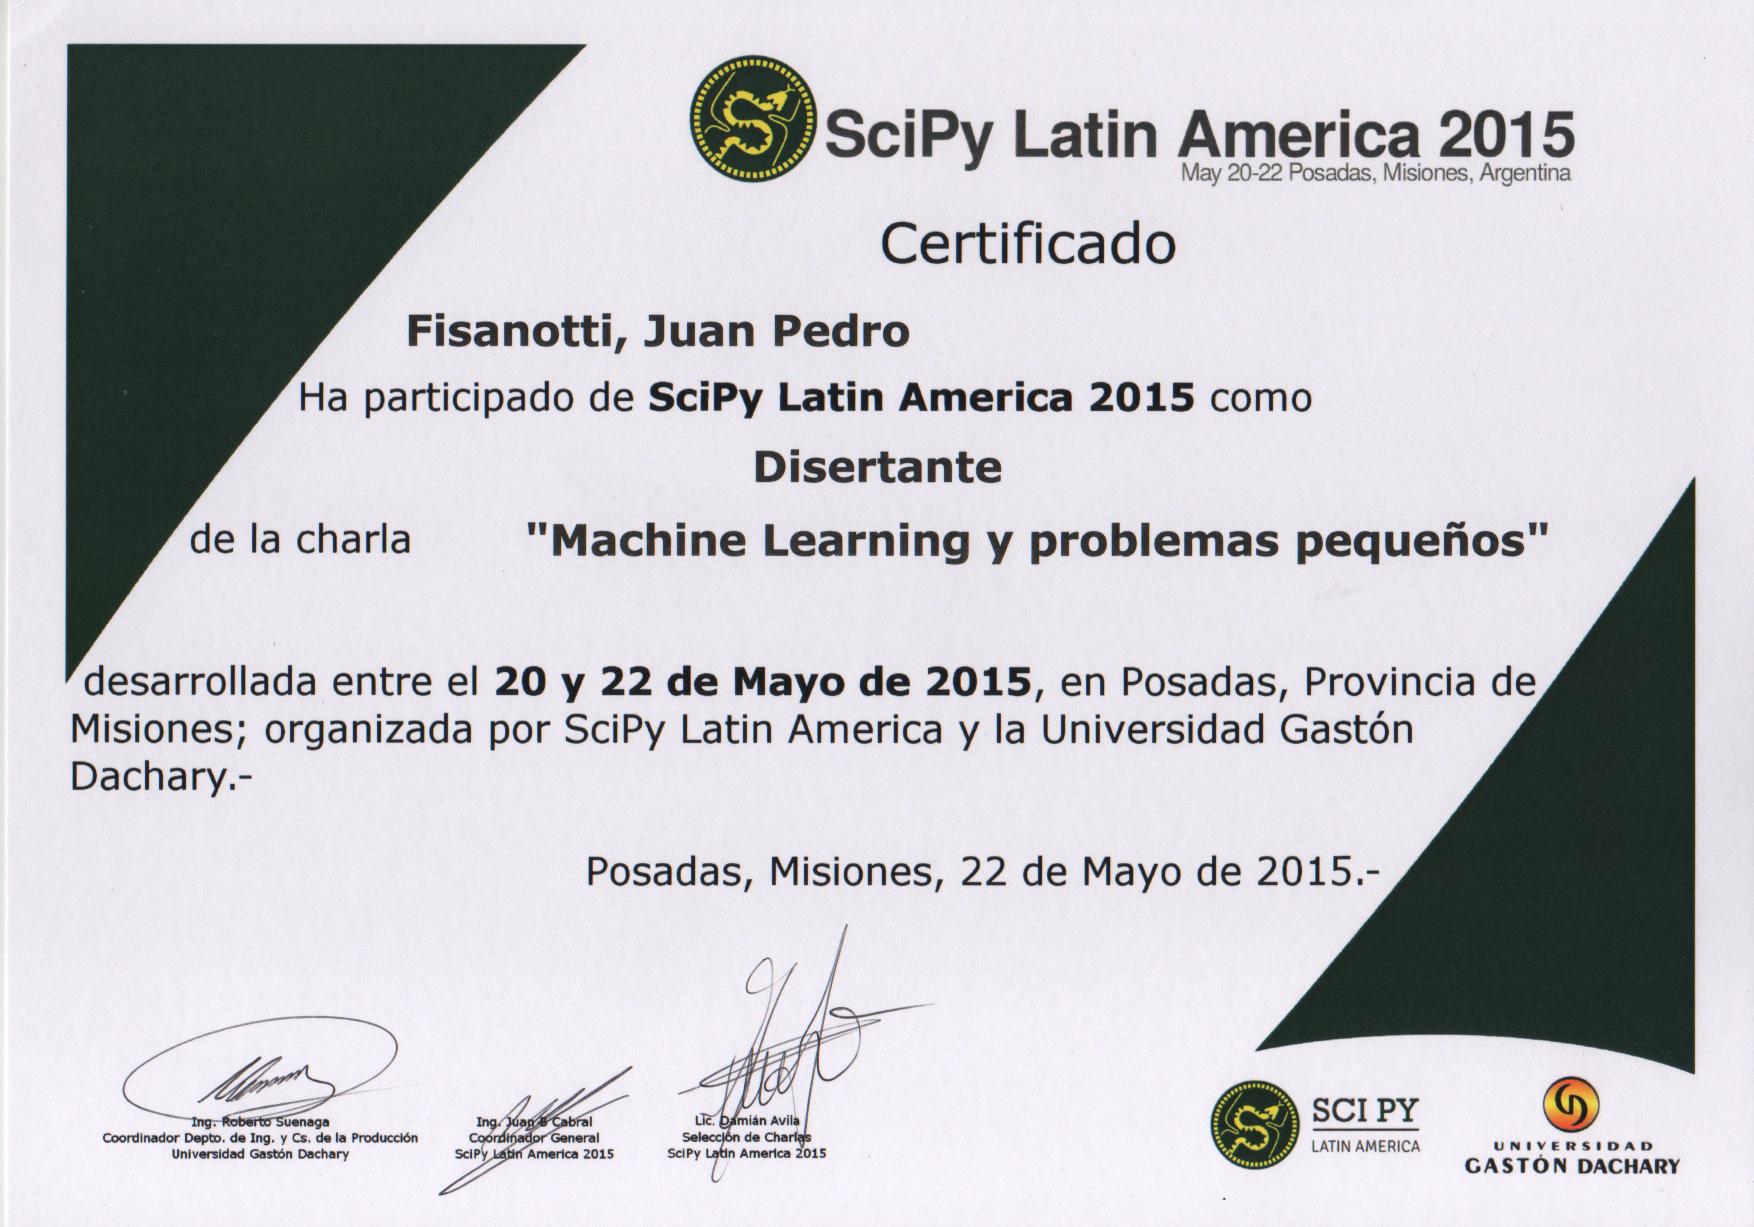 SciPy Latin America 2015
May 20-22 Posadas, Misiones, Argentina
Certificado
Fisanotti, Juan Pedro
Ha participado de SciPy Latin America 2015 como
Disertante
de la charla "Machine Learning y problemas pequeños"
desarrollada entre el 20 y 22 de Mayo de 2015, en Posadas, Provincia de
Misiones; organizada por SciPy Latin America y la Universidad Gastón
Dachary.-
Posadas, Misiones, 22 de Mayo de 2015.-
Ing. Roberto Suenaga
Coordinador Depto. de Ing. y Cs. de la Producción
Universidad Gastón Dachary
Ing. Juan B Cabral
Coordinador General
SciPy Latin America 2015
Lic. Damián Avila
Selección de Charlas
SciPy Latin America 2015
SCI PY
LATIN AMERICA
UNIVERSIDAD
GASTÓN DACHARY